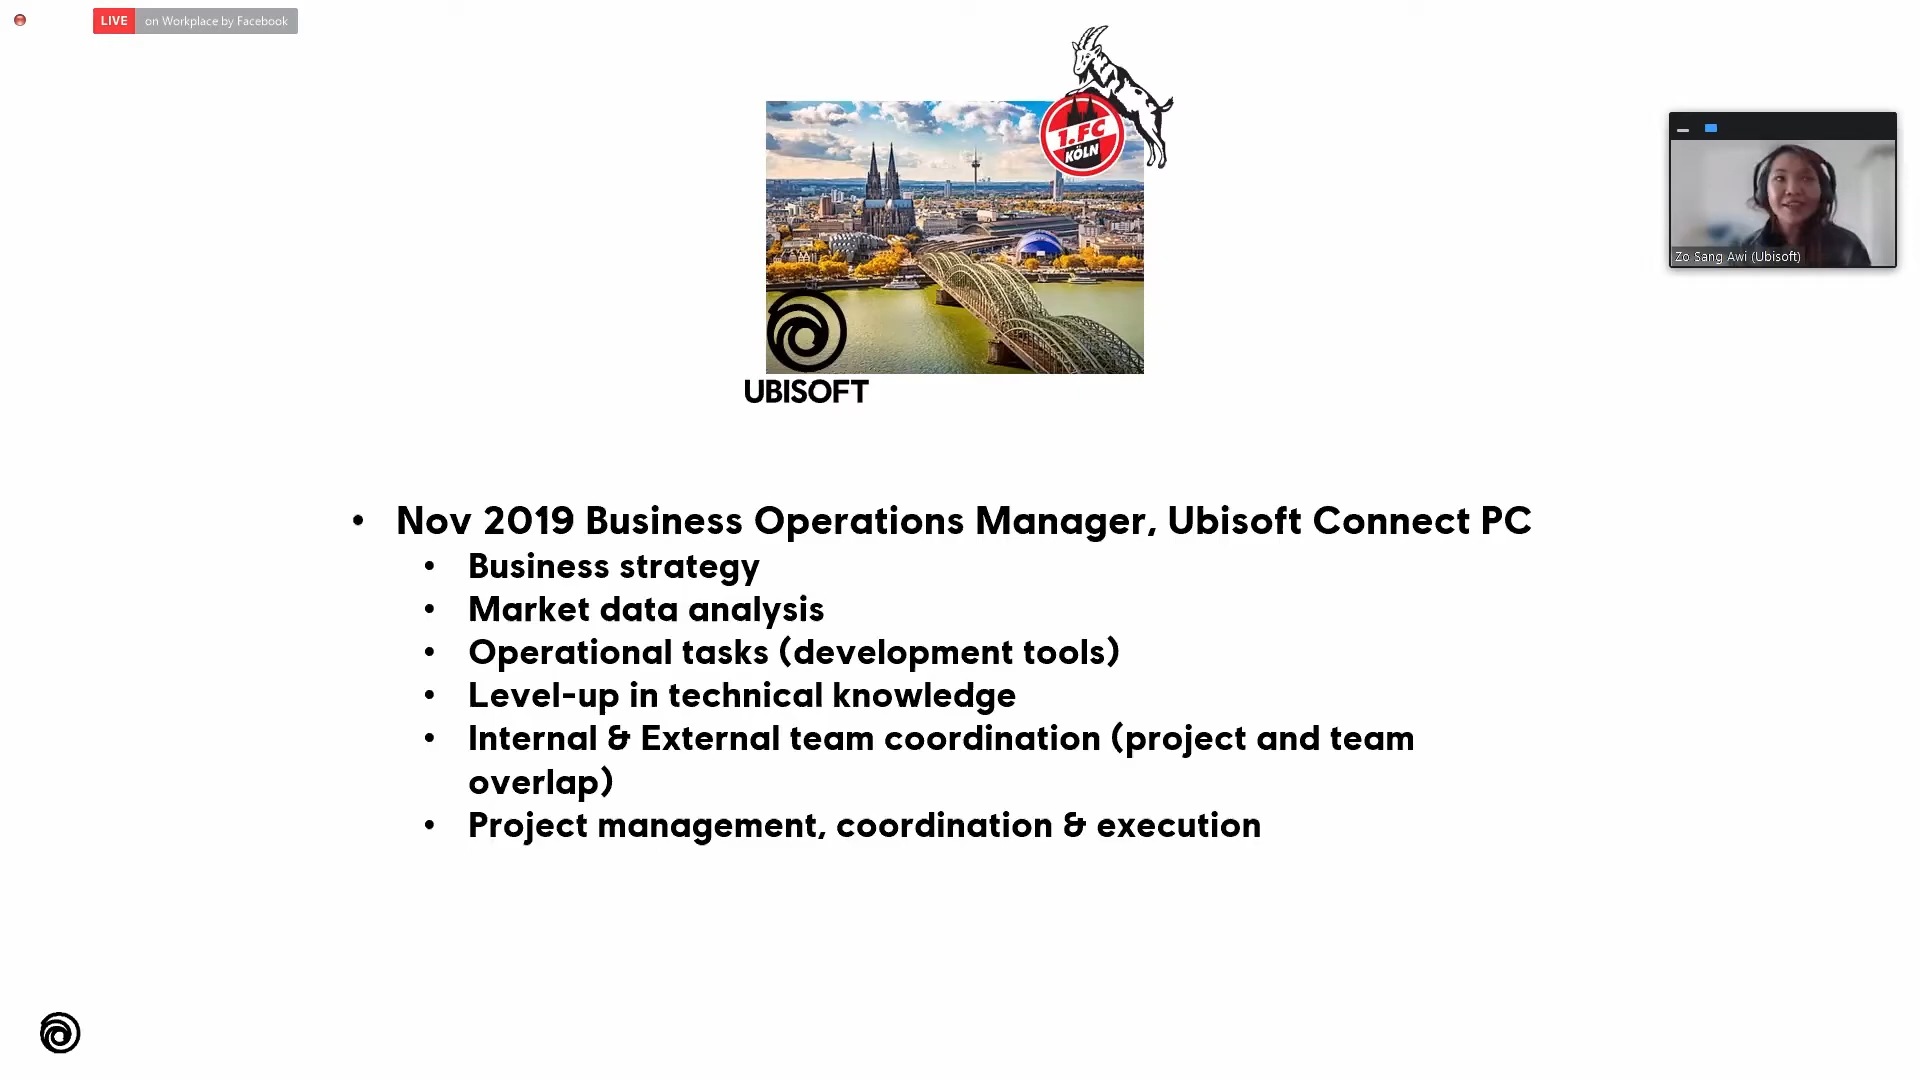 LIVE on Workplace by Facebook
1.FC
KÖLN
Zo Sang Awi (Ubisoft)
UBISOFT
• Nov 2019 Business Operations Manager, Ubisoft Connect PC
• Business strategy
• Market data analysis
• Operational tasks (development tools)
• Level-up in technical knowledge
• Internal & External team coordination (project and team
overlap)
• Project management, coordination & execution